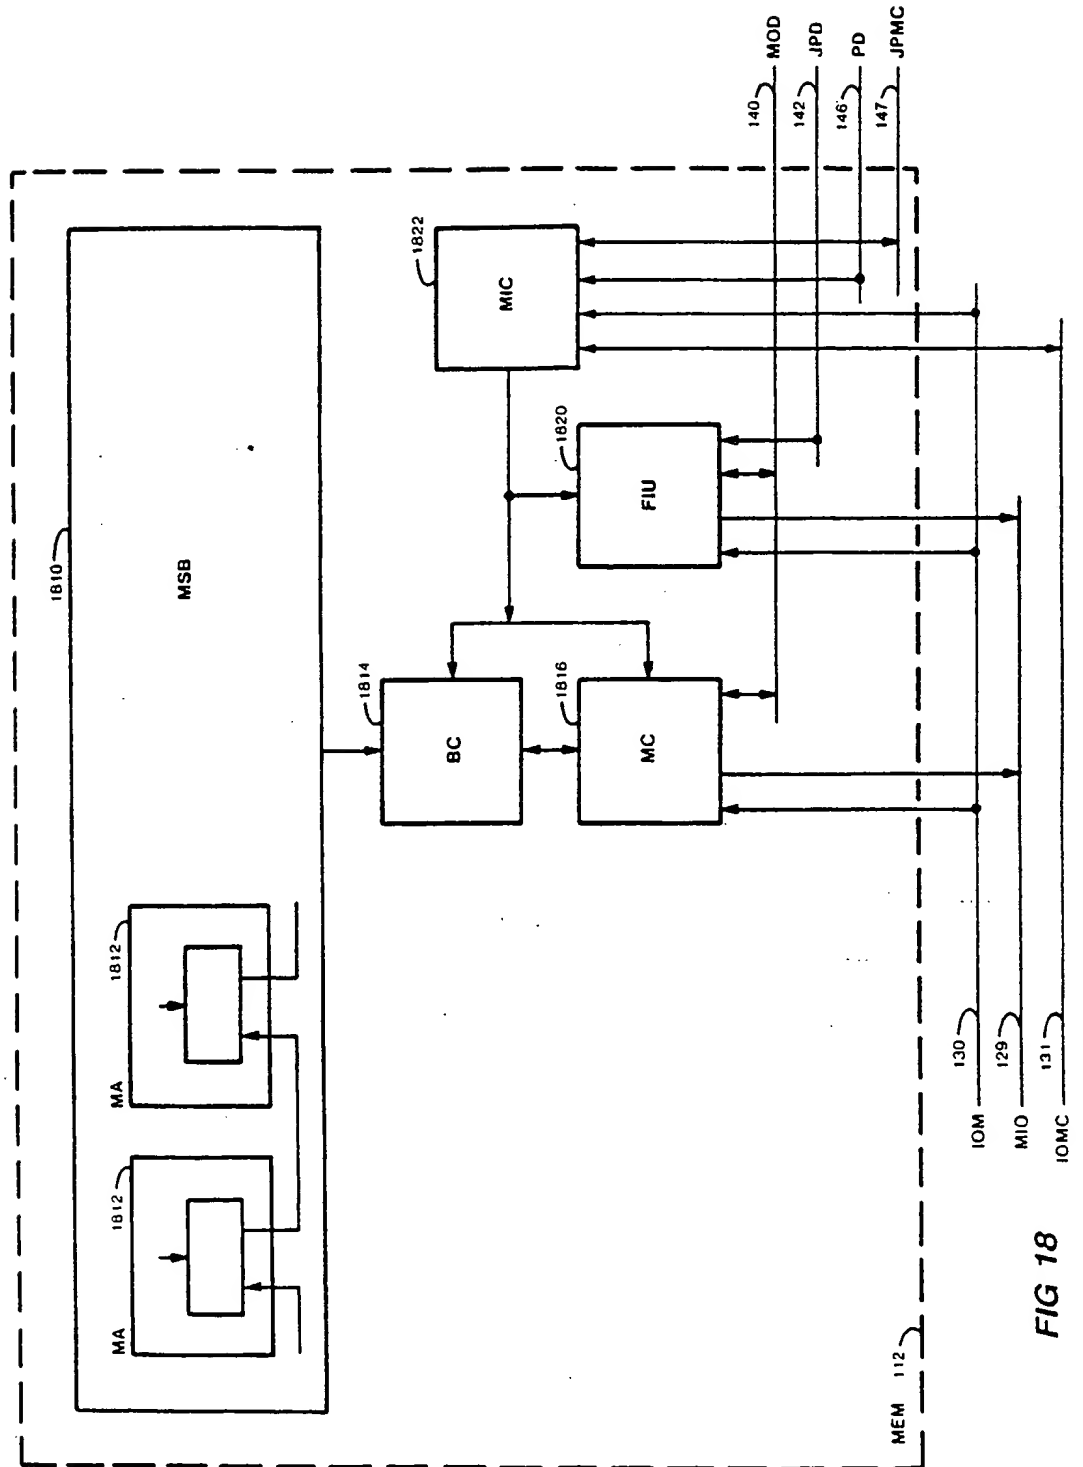 1810
MSB
MA
1812
MA
1812
1814
BC
1816
MC
1820
FIU
1822
MIC
140
MOD
142
JPD
146
PD
147
JPMC
IOM
130
MIO
129
IOMC
131
MEM 112
FIG 18